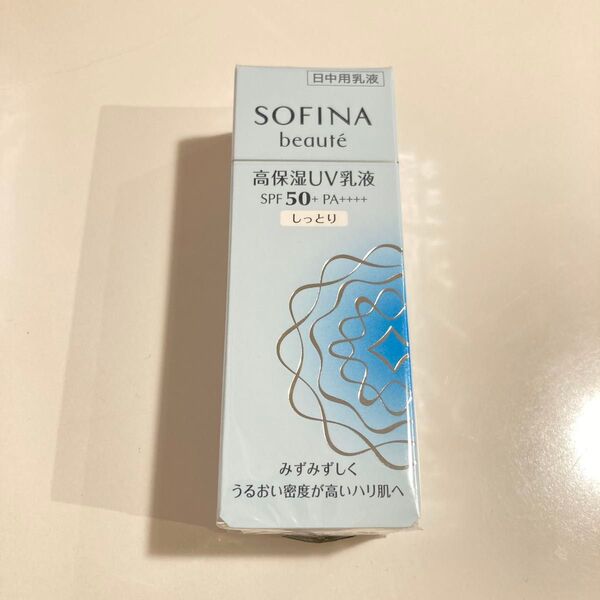 日中用乳液
SOFINA
beauté
高保湿UV乳液
SPF 50+ PA++++
しっとり
みずみずしく
うるおい密度が高いハリ肌へ